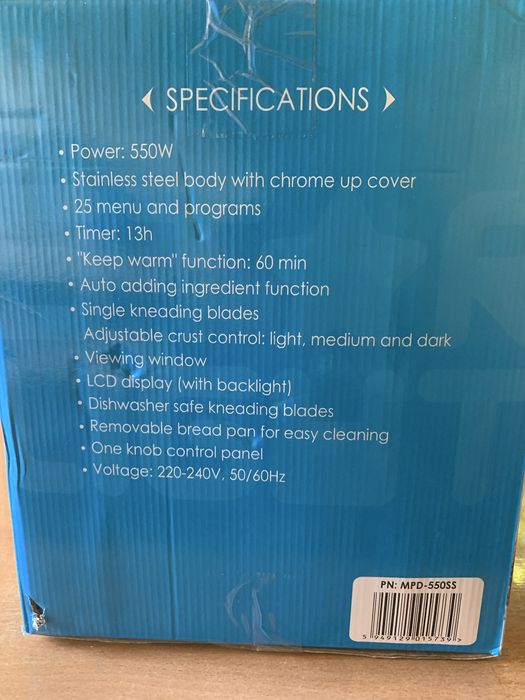 SPECIFICATIONS
• Power: 550W
• Stainless steel body with chrome up cover
• 25 menu and programs
• Timer: 13h
• "Keep warm" function: 60 min
• Auto adding ingredient function
• Single kneading blades
Adjustable crust control: light, medium and dark
• Viewing window
• LCD display (with backlight)
• Dishwasher safe kneading blades
• Removable bread pan for easy cleaning
• One knob control panel
• Voltage: 220-240V, 50/60Hz
PN: MPD-550SS
5 949129 015739 >